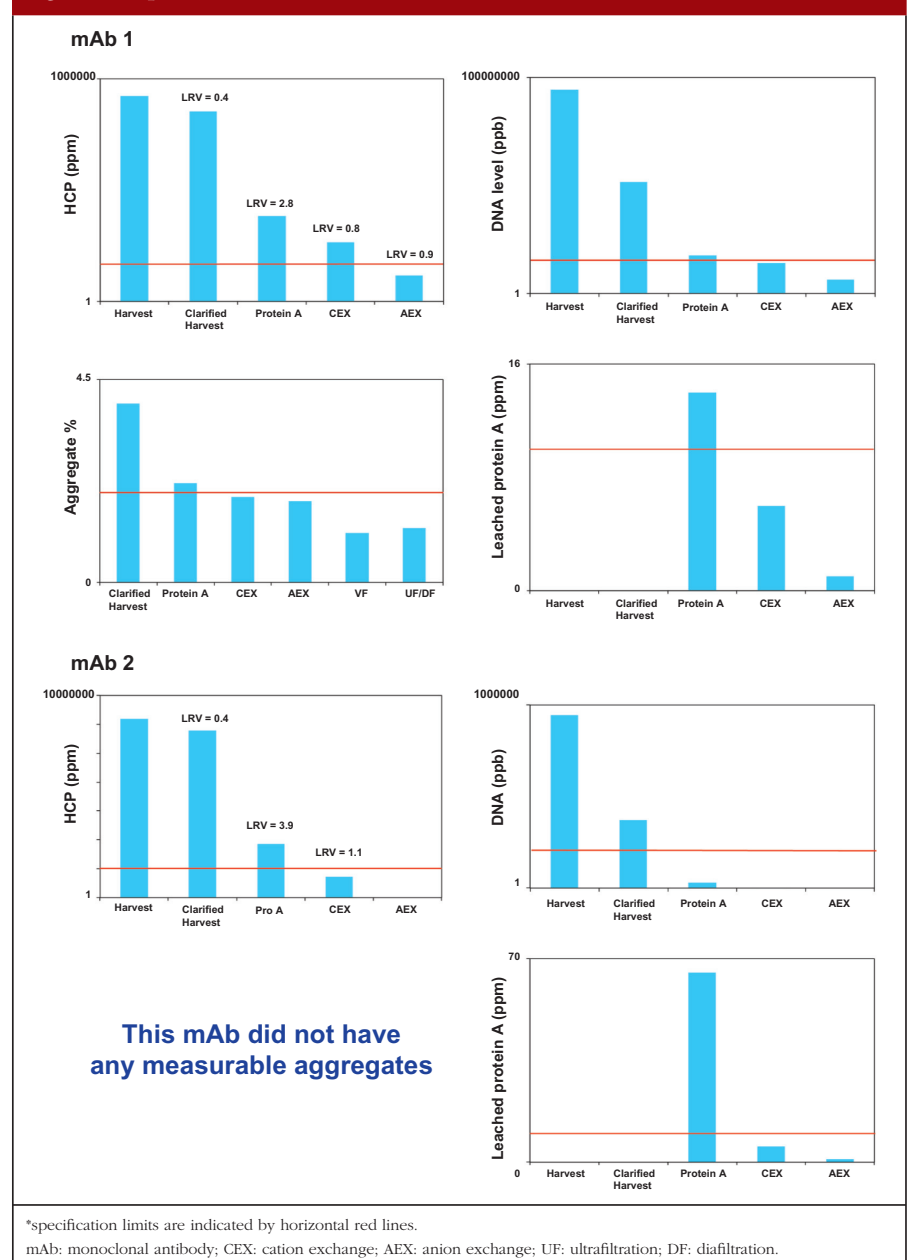 mAb 1
1000000
HCP (ppm)
1
LRV = 0.4
LRV = 2.8
LRV = 0.8
LRV = 0.9
Harvest
Clarified
Harvest
Protein A
CEX
AEX
100000000
DNA level (ppb)
1
Harvest
Clarified
Harvest
Protein A
CEX
AEX
4.5
Aggregate %
0
Clarified
Harvest
Protein A
CEX
AEX
VF
UF/DF
16
Leached protein A (ppm)
0
Harvest
Clarified
Harvest
Protein A
CEX
AEX
mAb 2
10000000
HCP (ppm)
1
LRV = 0.4
LRV = 3.9
LRV = 1.1
Harvest
Clarified
Harvest
Pro A
CEX
AEX
1000000
DNA (ppb)
1
Harvest
Clarified
Harvest
Protein A
CEX
AEX
This mAb did not have
any measurable aggregates
70
Leached protein A (ppm)
0
Harvest
Clarified
Harvest
Protein A
CEX
AEX
*specification limits are indicated by horizontal red lines.
mAb: monoclonal antibody; CEX: cation exchange; AEX: anion exchange; UF: ultrafiltration; DF: diafiltration.